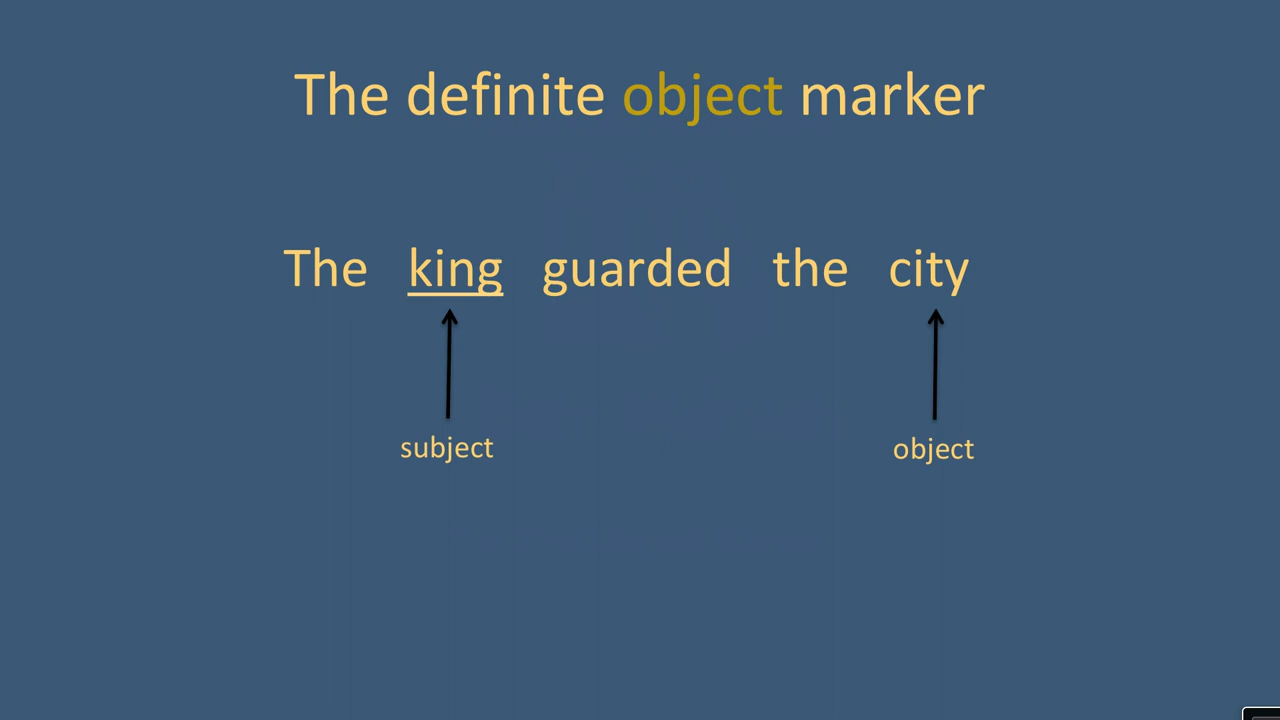 The definite object marker
The king guarded the city
subject object